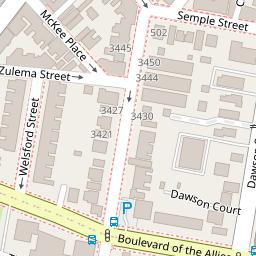 McKee Place
Semple Street
502
3445
3450
3444
Zulema Street
3427
3430
3421
Welsford Street
Dawson Court
P
Boulevard of the Allie